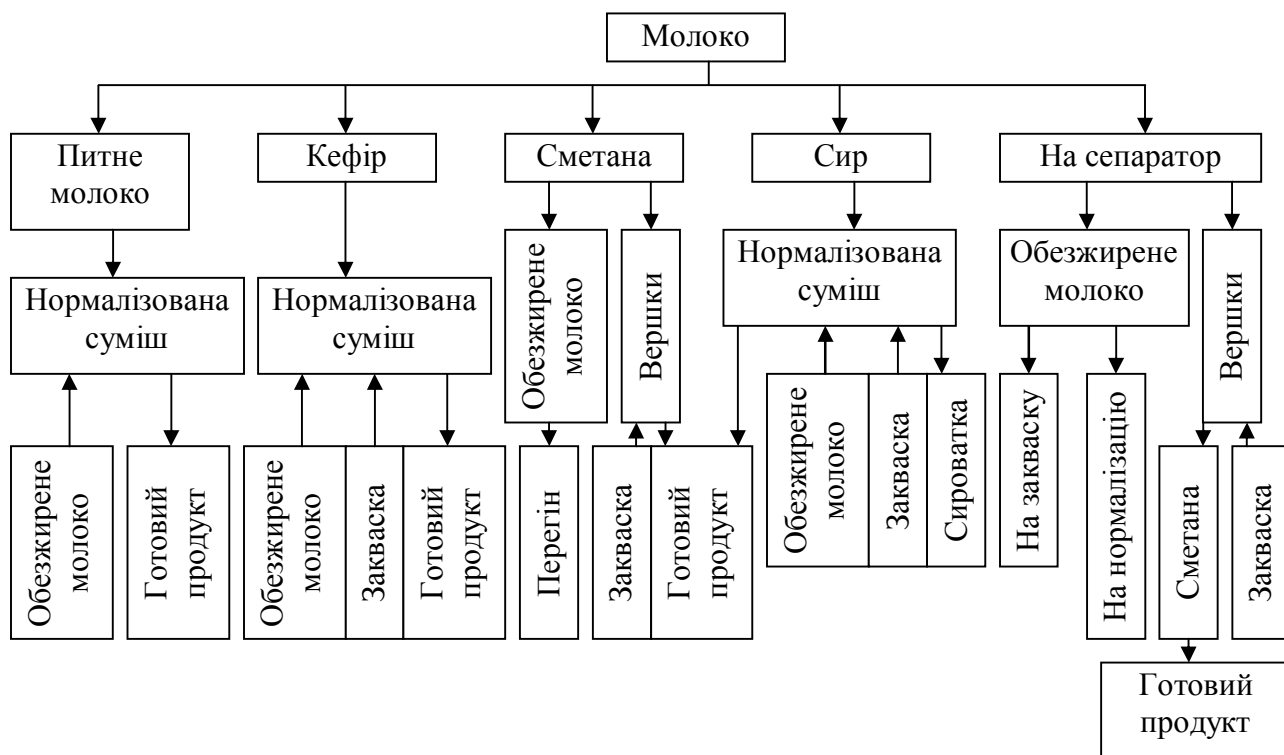 Молоко
Питне
молоко
Кефір
Сметана
Сир
На сепаратор
Нормалізована
суміш
Нормалізована
суміш
Обезжирене
молоко
Вершки
Нормалізована
суміш
Обезжирене
молоко
Вершки
Обезжирене
молоко
Готовий
продукт
Обезжирене
молоко
Закваска
Готовий
продукт
Перегін
Закваска
Готовий
продукт
Обезжирене
молоко
Закваска
Сироватка
На закваску
На нормалізацію
Сметана
Закваска
Готовий
продукт